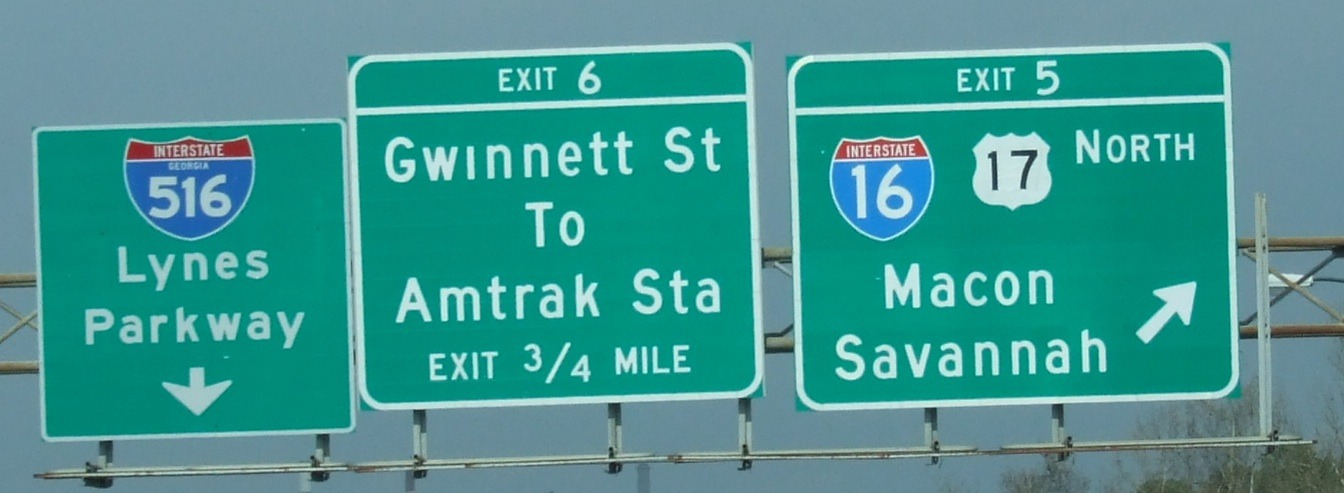 INTERSTATE
GEORGIA
516
Lynes
Parkway
EXIT 6
Gwinnett St
To
Amtrak Sta
EXIT 3/4 MILE
EXIT 5
INTERSTATE
16
17
NORTH
Macon
Savannah